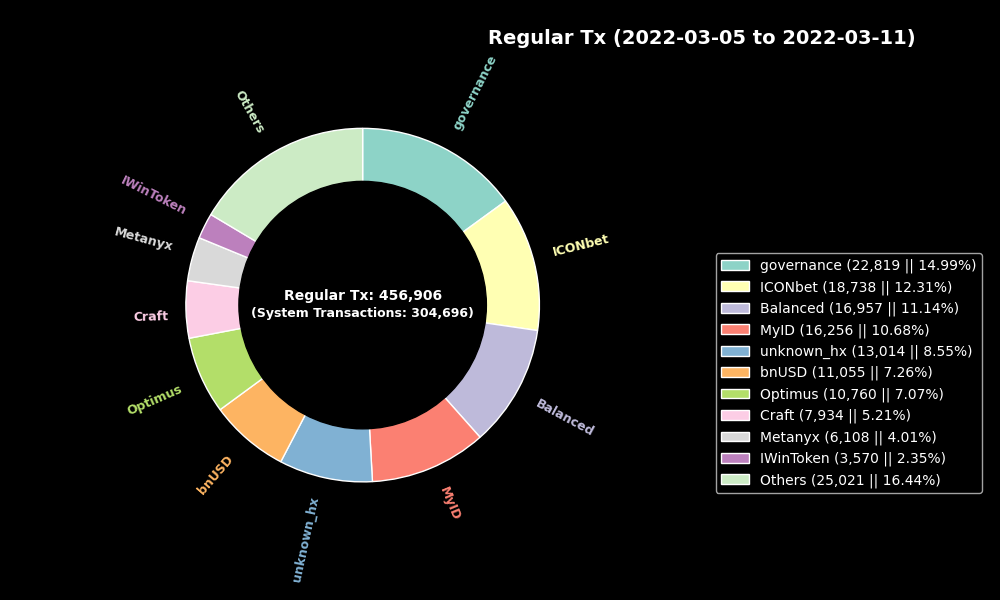 Regular Tx (2022-03-05 to 2022-03-11)
governance
Others
IWinToken
ICONbet
Metanyx
Regular Tx: 456,906
(System Transactions: 304,696)
Craft
Optimus
Balanced
bnUSD
MyID
unknown_hx
governance (22,819 || 14.99%)
ICONbet (18,738 || 12.31%)
Balanced (16,957 || 11.14%)
MyID (16,256 || 10.68%)
unknown_hx (13,014 || 8.55%)
bnUSD (11,055 || 7.26%)
Optimus (10,760 || 7.07%)
Craft (7,934 || 5.21%)
Metanyx (6,108 || 4.01%)
IWinToken (3,570 || 2.35%)
Others (25,021 || 16.44%)